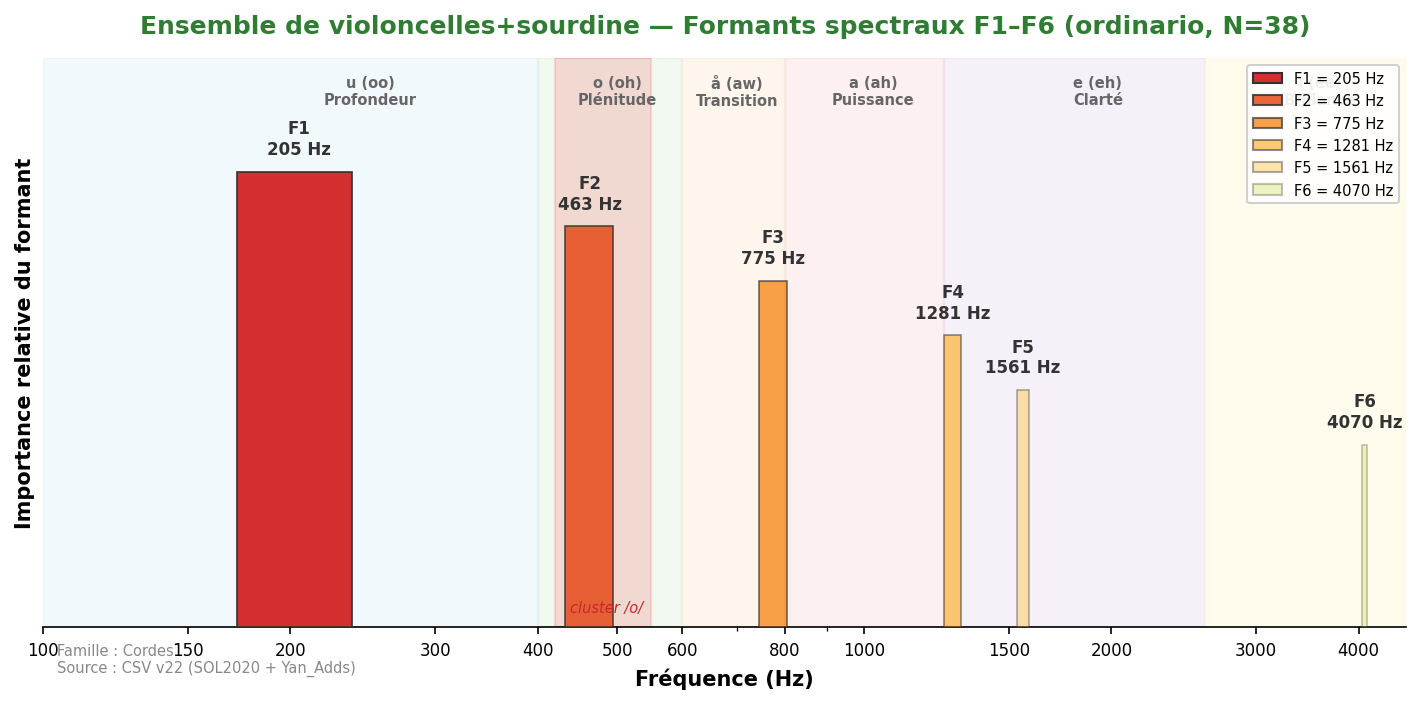 Ensemble de violoncelles+sourdine — Formants spectraux F1–F6 (ordinario, N=38)
u (oo)
Profondeur
o (oh)
Plénitude
å (aw)
Transition
a (ah)
Puissance
e (eh)
Clarté
F1 = 205 Hz
F2 = 463 Hz
F3 = 775 Hz
F4 = 1281 Hz
F5 = 1561 Hz
F6 = 4070 Hz
F1
205 Hz
F2
463 Hz
F3
775 Hz
F4
1281 Hz
F5
1561 Hz
F6
4070 Hz
cluster /o/
Importance relative du formant
100 150 200 300 400 500 600 800 1000 1500 2000 3000 4000
Famille : Cordes
Source : CSV v22 (SOL2020 + Yan_Adds)
Fréquence (Hz)